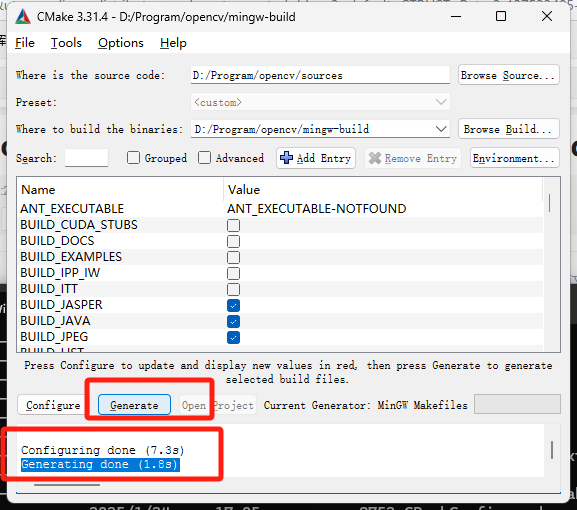 CMake 3.31.4 - D:/Program/opencv/mingw-build
File Tools Options Help
Where is the source code: D:/Program/opencv/sources Browse Source...
Preset: <custom>
Where to build the binaries: D:/Program/opencv/mingw-build Browse Build...
Search: Grouped Advanced Add Entry Remove Entry Environment...
Name Value
ANT_EXECUTABLE ANT_EXECUTABLE-NOTFOUND
BUILD_CUDA_STUBS
BUILD_DOCS
BUILD_EXAMPLES
BUILD_IPP_IW
BUILD_ITT
BUILD_JASPER
BUILD_JAVA
BUILD_JPEG
BUILD_LIST
Press Configure to update and display new values in red, then press Generate to generate
selected build files.
Configure Generate Open Project Current Generator: MinGW Makefiles
Configuring done (7.3s)
Generating done (1.8s)